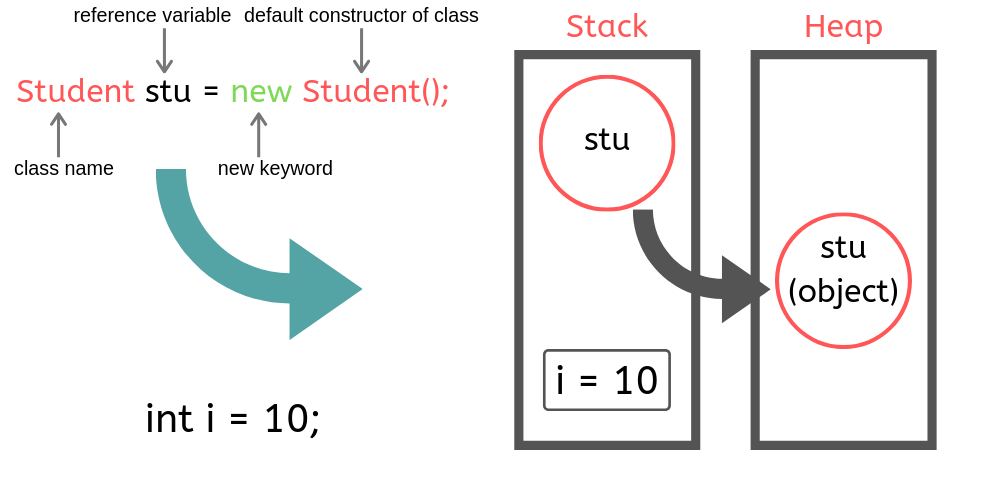 reference variable
default constructor of class
Student stu = new Student();
class name
new keyword
int i = 10;
Stack
Heap
stu
stu
(object)
i = 10